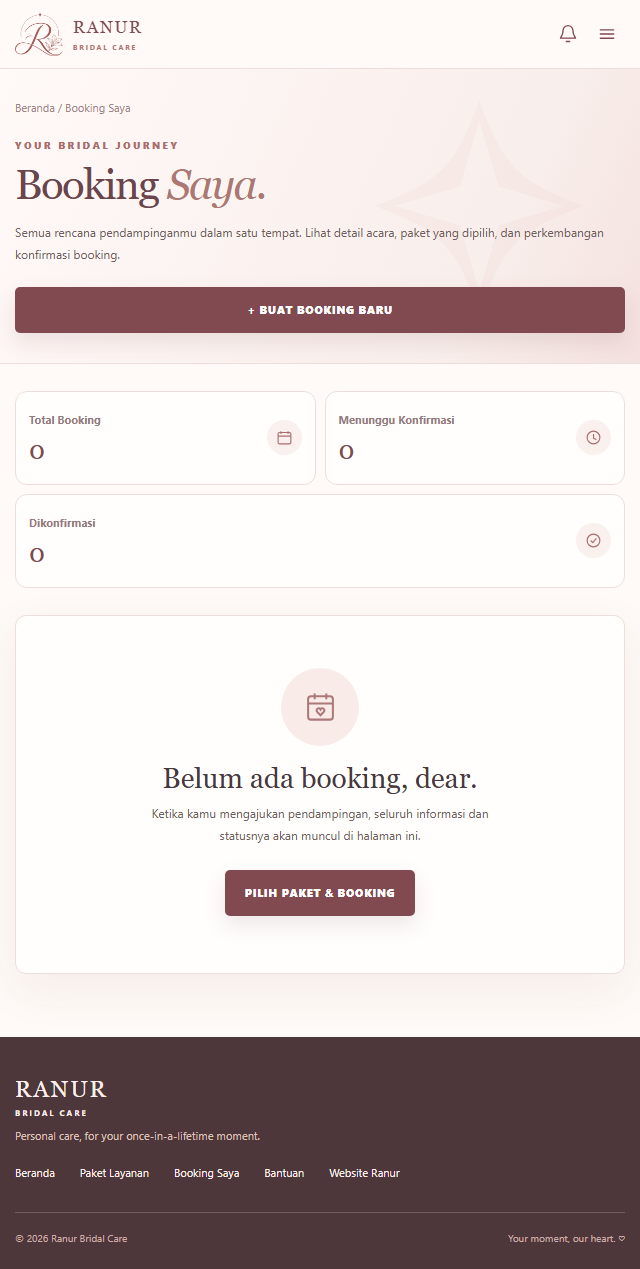 RANUR
BRIDAL CARE
Beranda / Booking Saya
YOUR BRIDAL JOURNEY
Booking Saya.
Semua rencana pendampinganmu dalam satu tempat. Lihat detail acara, paket yang dipilih, dan perkembangan
konfirmasi booking.
+ BUAT BOOKING BARU
Total Booking
0
Menunggu Konfirmasi
0
Dikonfirmasi
0
Belum ada booking, dear.
Ketika kamu mengajukan pendampingan, seluruh informasi dan
statusnya akan muncul di halaman ini.
PILIH PAKET & BOOKING
RANUR
BRIDAL CARE
Personal care, for your once-in-a-lifetime moment.
Beranda Paket Layanan Booking Saya Bantuan Website Ranur
© 2026 Ranur Bridal Care
Your moment, our heart. ♡